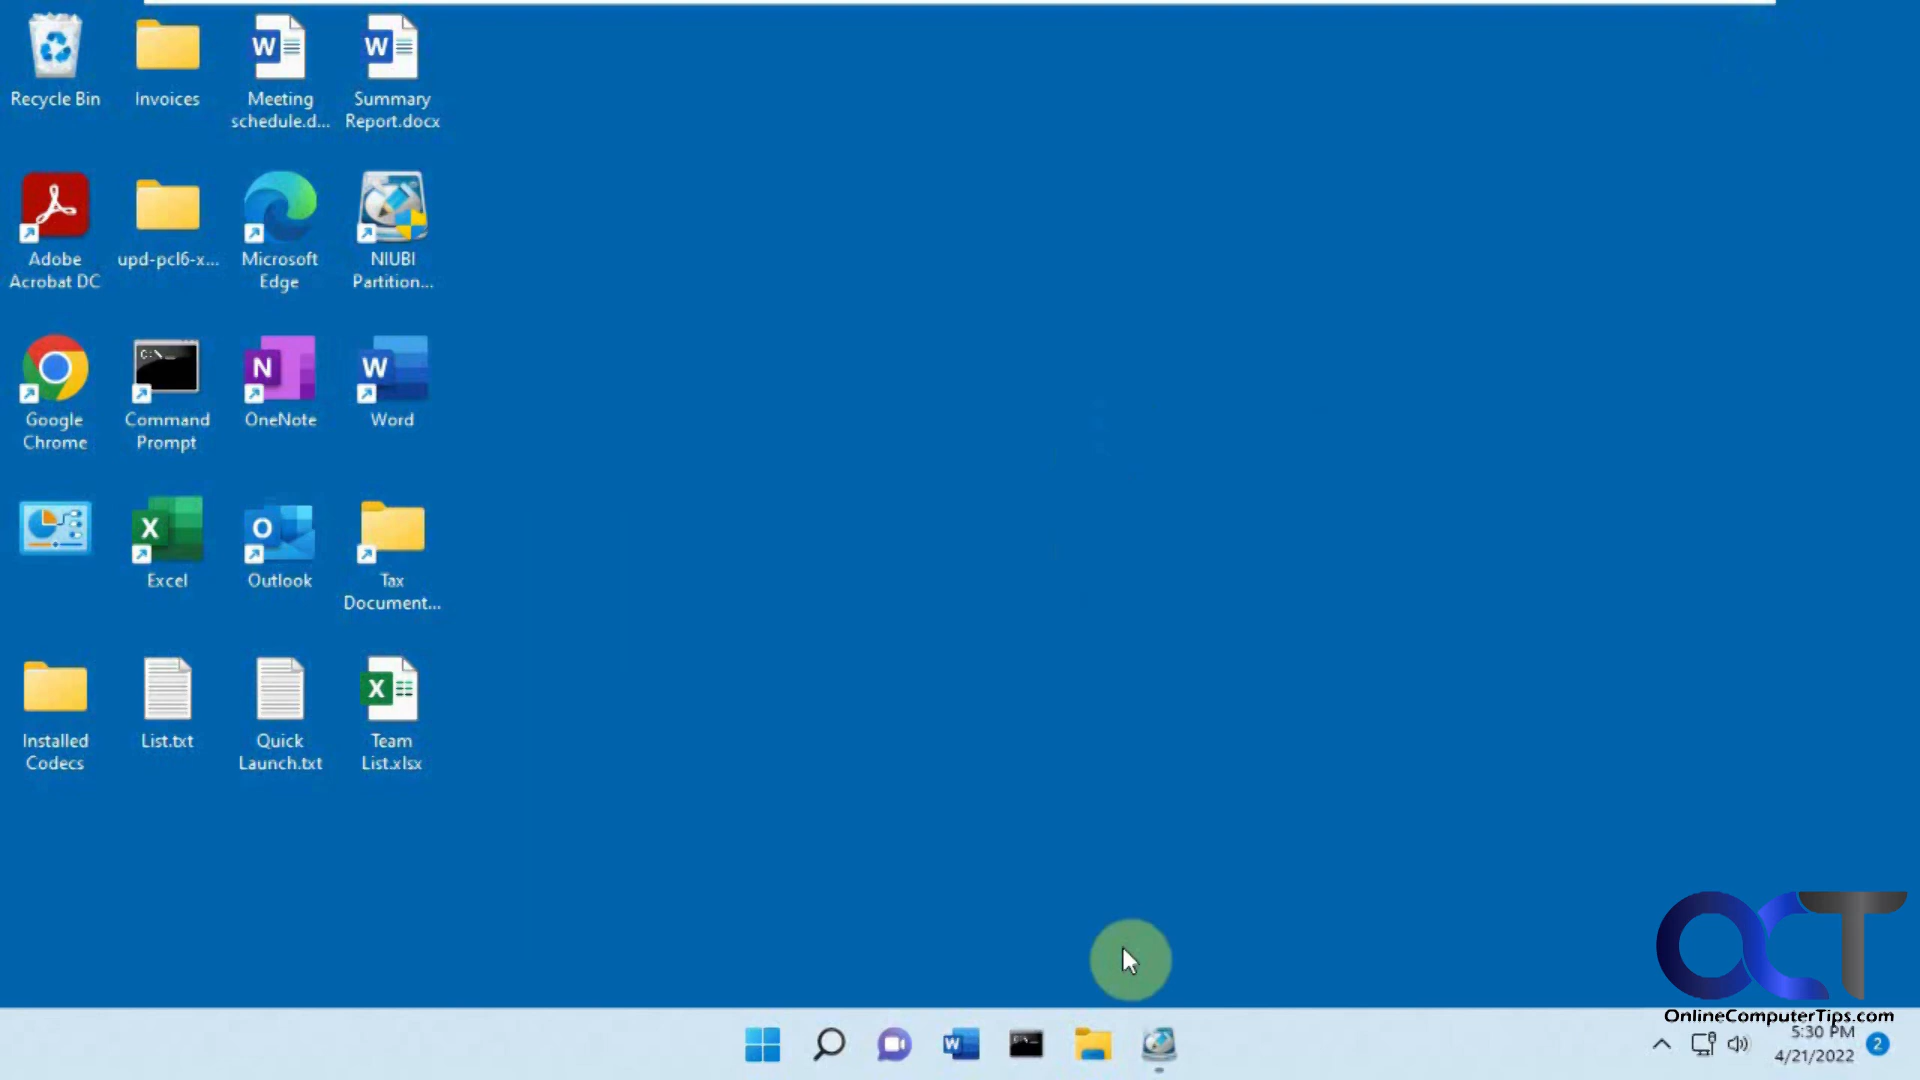 Recycle Bin
Invoices
Meeting
schedule.d...
Summary
Report.docx
Adobe
Acrobat DC
upd-pcl6-x...
Microsoft
Edge
NIUBI
Partition...
Google
Chrome
C:\_
Command
Prompt
N
OneNote
W
Word
X
Excel
O
Outlook
Tax
Document...
Installed
Codecs
List.txt
Quick
Launch.txt
X
Team
List.xlsx
OCT
OnlineComputerTips.com
5:30 PM
4/21/2022
2